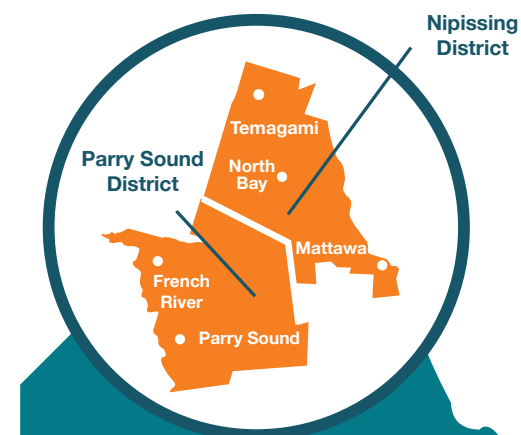 Nipissing
District
Temagami
Parry Sound
District
North
Bay
Mattawa
French
River
Parry Sound